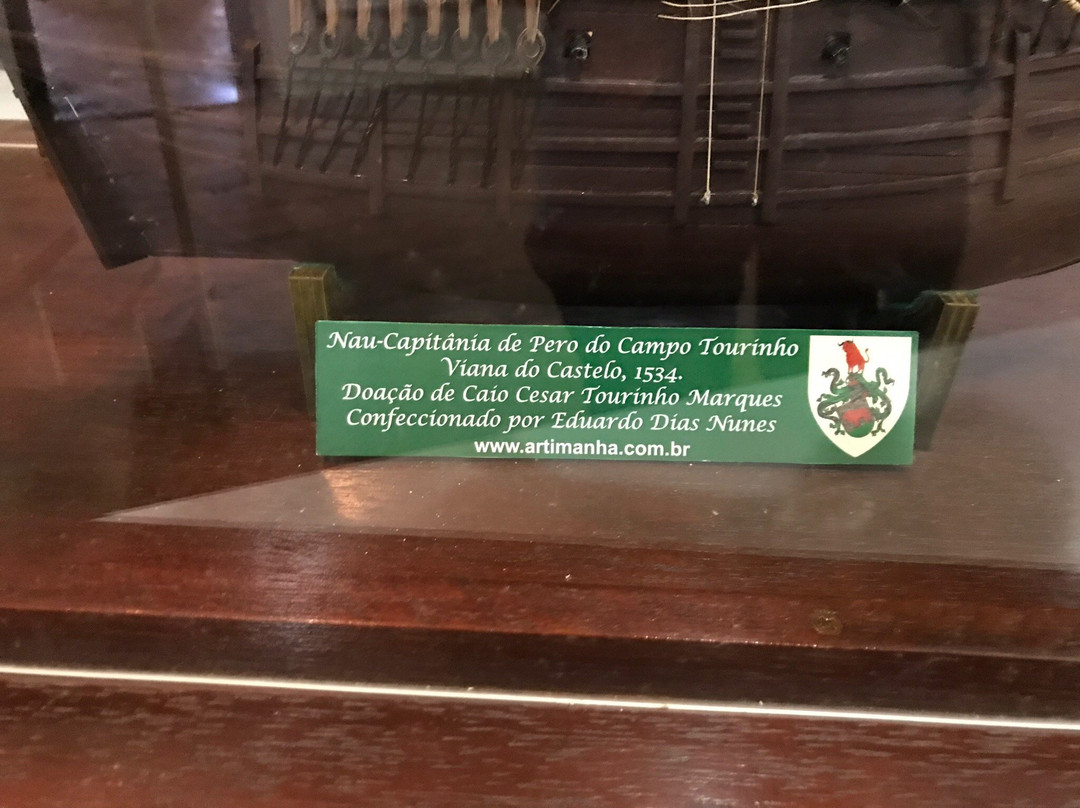 Nau-Capitânia de Pero do Campo Tourinho
Viana do Castelo, 1534.
Doação de Caio Cesar Tourinho Marques
Confeccionado por Eduardo Dias Nunes
www.artimanha.com.br